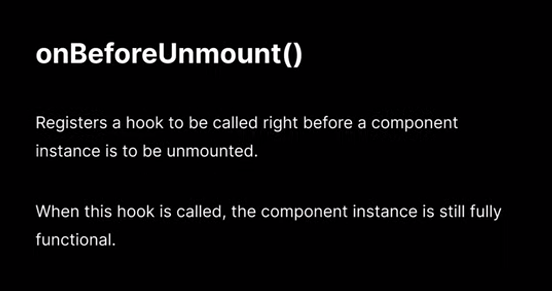 onBeforeUnmount()
Registers a hook to be called right before a component
instance is to be unmounted.
When this hook is called, the component instance is still fully
functional.